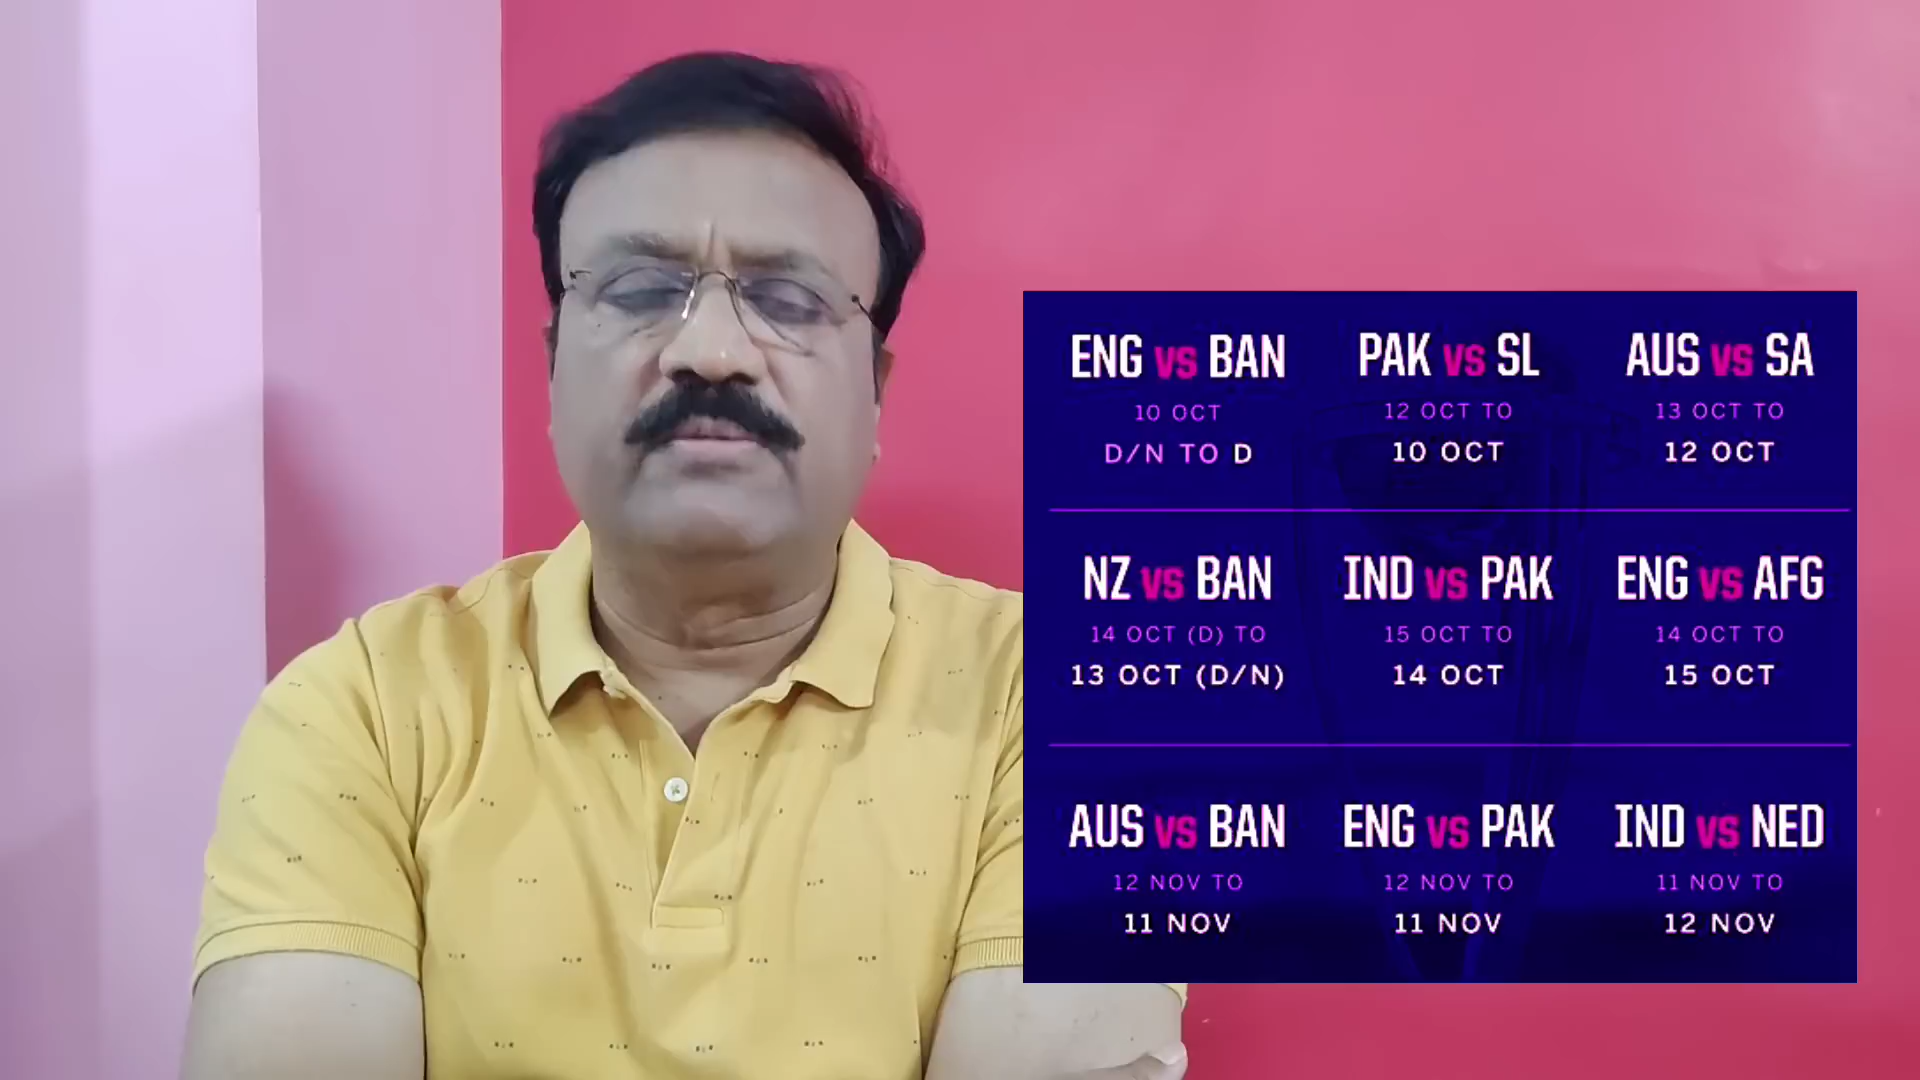 ENG vs BAN
10 OCT
D/N TO D
PAK vs SL
12 OCT TO
10 OCT
AUS vs SA
13 OCT TO
12 OCT
NZ vs BAN
14 OCT (D) TO
13 OCT (D/N)
IND vs PAK
15 OCT TO
14 OCT
ENG vs AFG
14 OCT TO
15 OCT
AUS vs BAN
12 NOV TO
11 NOV
ENG vs PAK
12 NOV TO
11 NOV
IND vs NED
11 NOV TO
12 NOV